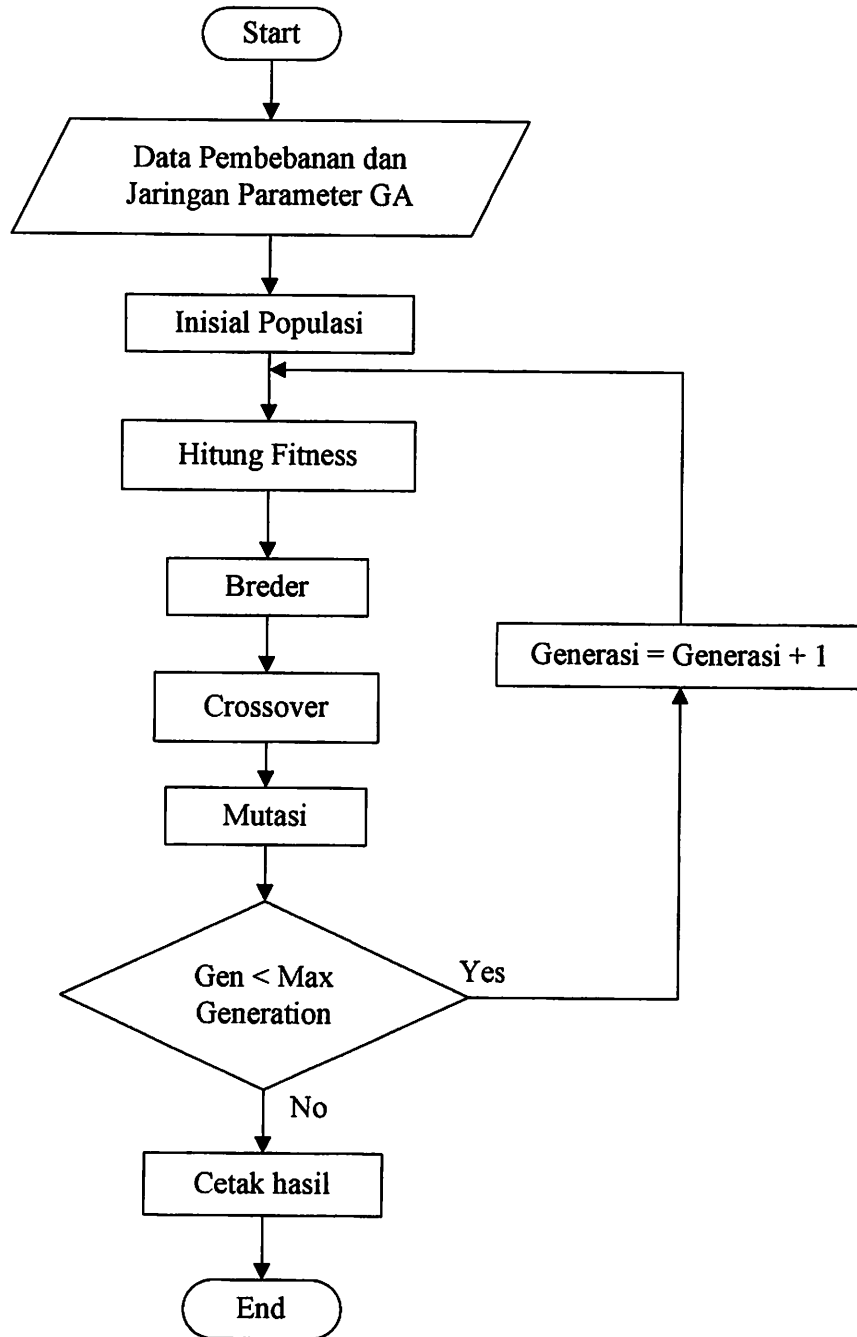 Start
Data Pembebanan dan
Jaringan Parameter GA
Inisial Populasi
Hitung Fitness
Breder
Crossover
Mutasi
Gen < Max
Generation
Yes
Generasi = Generasi + 1
No
Cetak hasil
End